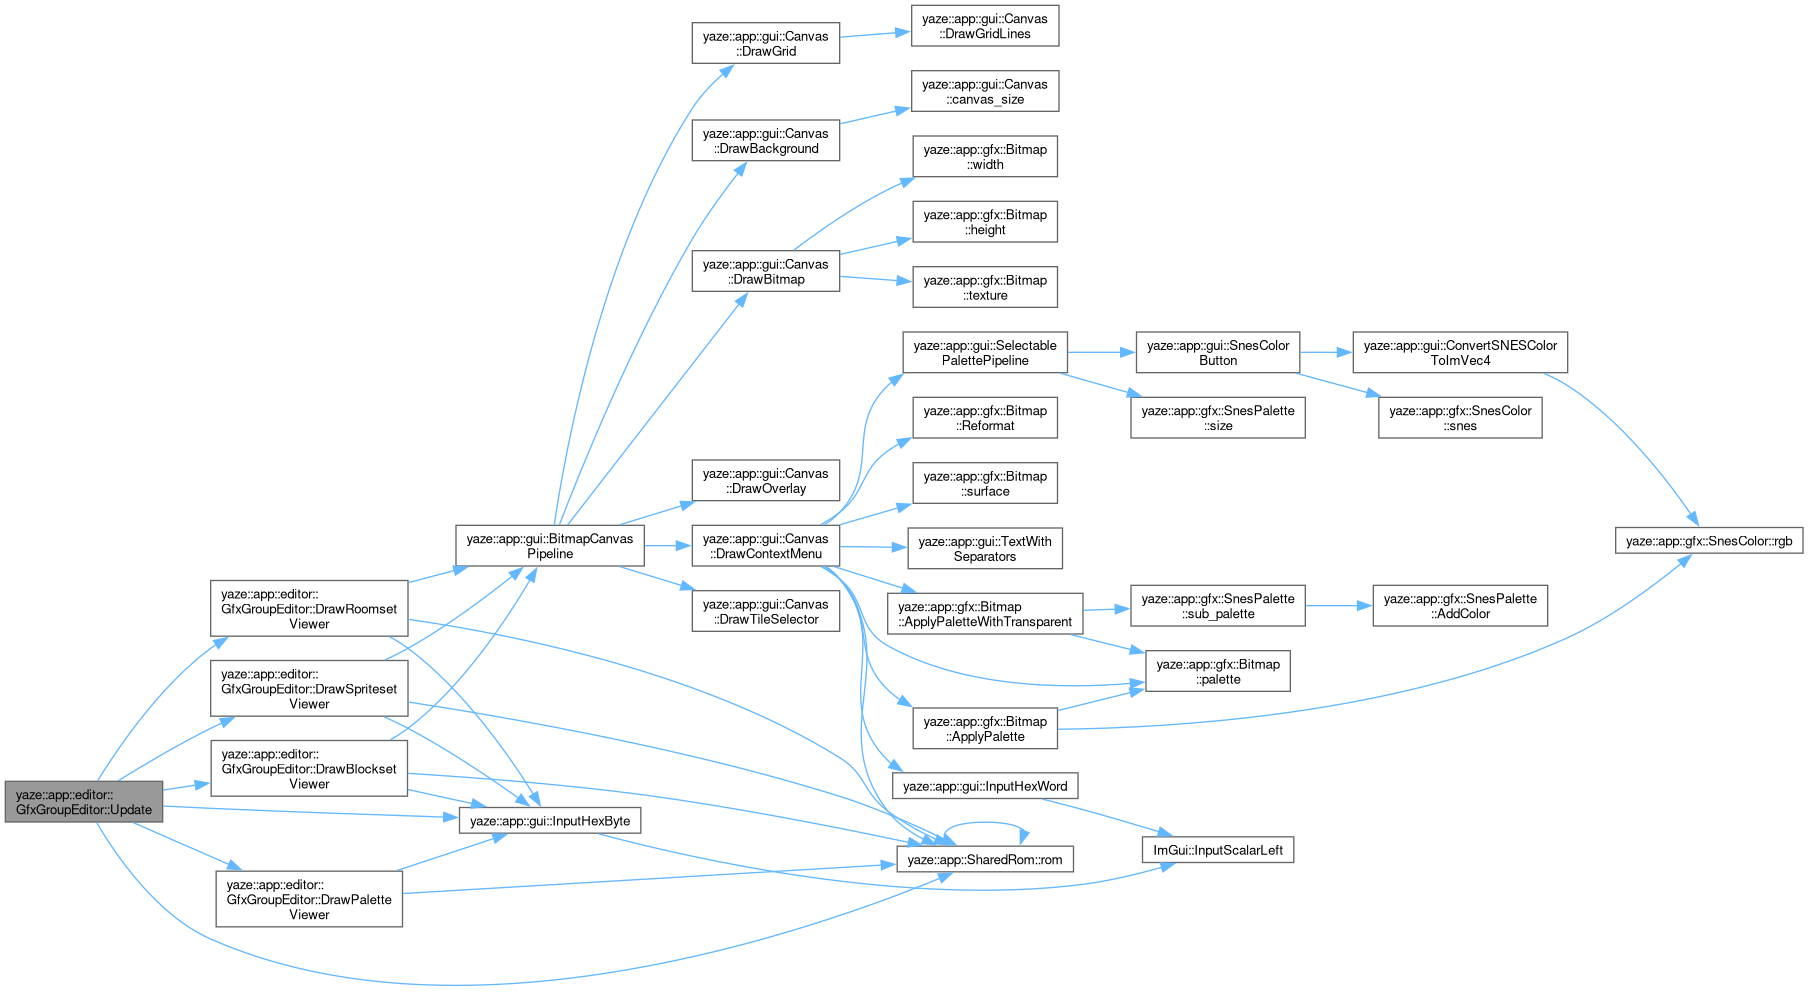 yaze::app::editor::
GfxGroupEditor::Update
yaze::app::editor::
GfxGroupEditor::DrawRoomset
Viewer
yaze::app::editor::
GfxGroupEditor::DrawSpriteset
Viewer
yaze::app::editor::
GfxGroupEditor::DrawBlockset
Viewer
yaze::app::editor::
GfxGroupEditor::DrawPalette
Viewer
yaze::app::gui::BitmapCanvas
Pipeline
yaze::app::gui::InputHexByte
yaze::app::gui::Canvas
::DrawGrid
yaze::app::gui::Canvas
::DrawBackground
yaze::app::gui::Canvas
::DrawBitmap
yaze::app::gui::Canvas
::DrawOverlay
yaze::app::gui::Canvas
::DrawContextMenu
yaze::app::gui::Canvas
::DrawTileSelector
yaze::app::gui::Canvas
::DrawGridLines
yaze::app::gui::Canvas
::canvas_size
yaze::app::gfx::Bitmap
::width
yaze::app::gfx::Bitmap
::height
yaze::app::gfx::Bitmap
::texture
yaze::app::gui::Selectable
PalettePipeline
yaze::app::gfx::Bitmap
::Reformat
yaze::app::gfx::Bitmap
::surface
yaze::app::gui::TextWith
Separators
yaze::app::gfx::Bitmap
::ApplyPaletteWithTransparent
yaze::app::gfx::Bitmap
::ApplyPalette
yaze::app::gui::InputHexWord
yaze::app::SharedRom::rom
yaze::app::gui::SnesColor
Button
yaze::app::gfx::SnesPalette
::size
yaze::app::gfx::SnesPalette
::sub_palette
yaze::app::gfx::Bitmap
::palette
ImGui::InputScalarLeft
yaze::app::gui::ConvertSNESColor
ToImVec4
yaze::app::gfx::SnesColor
::snes
yaze::app::gfx::SnesPalette
::AddColor
yaze::app::gfx::SnesColor::rgb